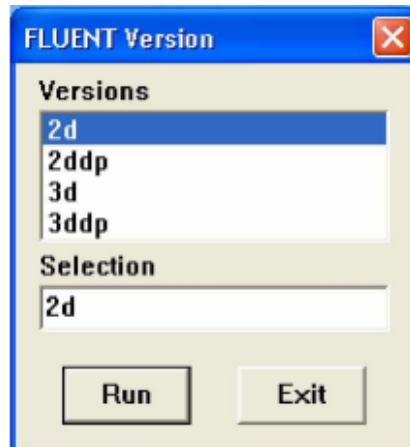 FLUENT Version
Versions
2d
2ddp
3d
3ddp
Selection
2d
Run Exit